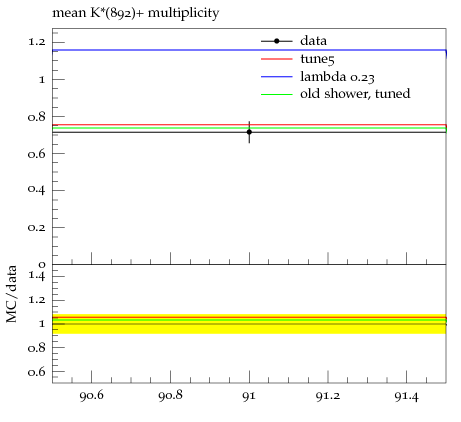 mean K*(892)+ multiplicity
data
tune5
lambda 0.23
old shower, tuned
1.2
1
0.8
0.6
0.4
0.2
0
MC/data
1.4
1.2
1
0.8
0.6
90.6 90.8 91 91.2 91.4